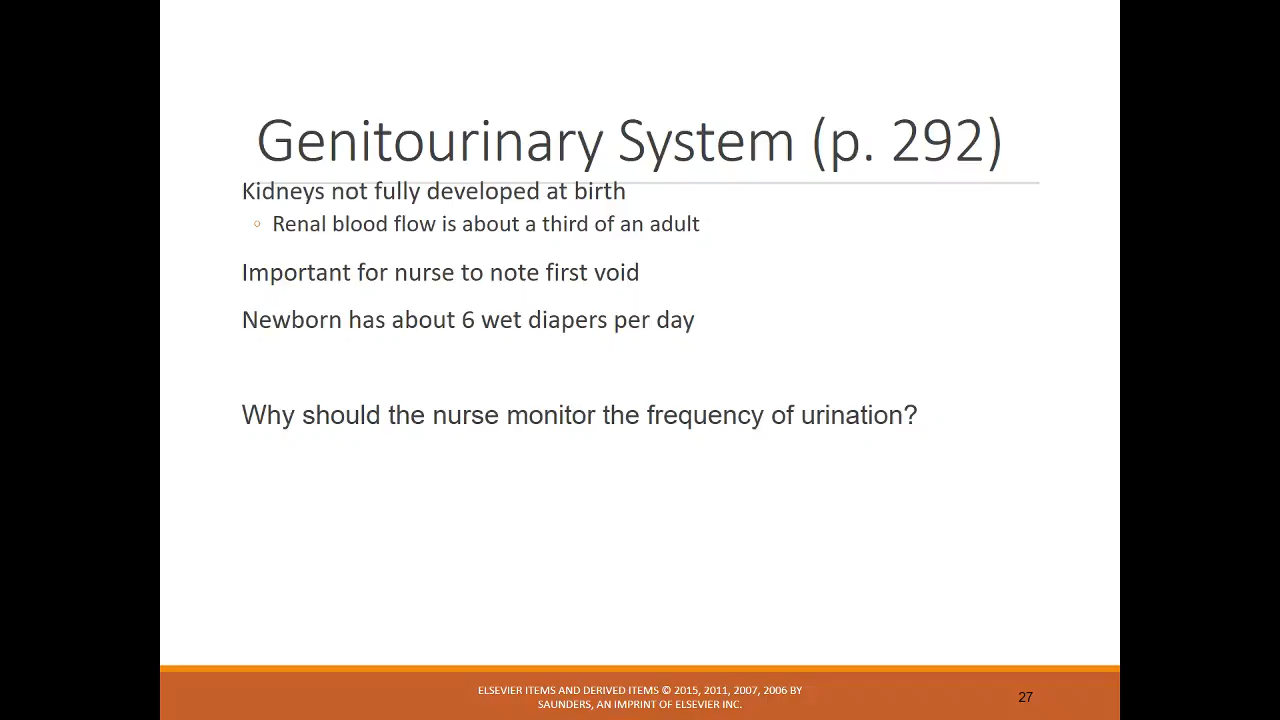 Genitourinary System (p. 292)
Kidneys not fully developed at birth
◦ Renal blood flow is about a third of an adult
Important for nurse to note first void
Newborn has about 6 wet diapers per day
Why should the nurse monitor the frequency of urination?
ELSEVIER ITEMS AND DERIVED ITEMS © 2015, 2011, 2007, 2006 BY
SAUNDERS, AN IMPRINT OF ELSEVIER INC.
27